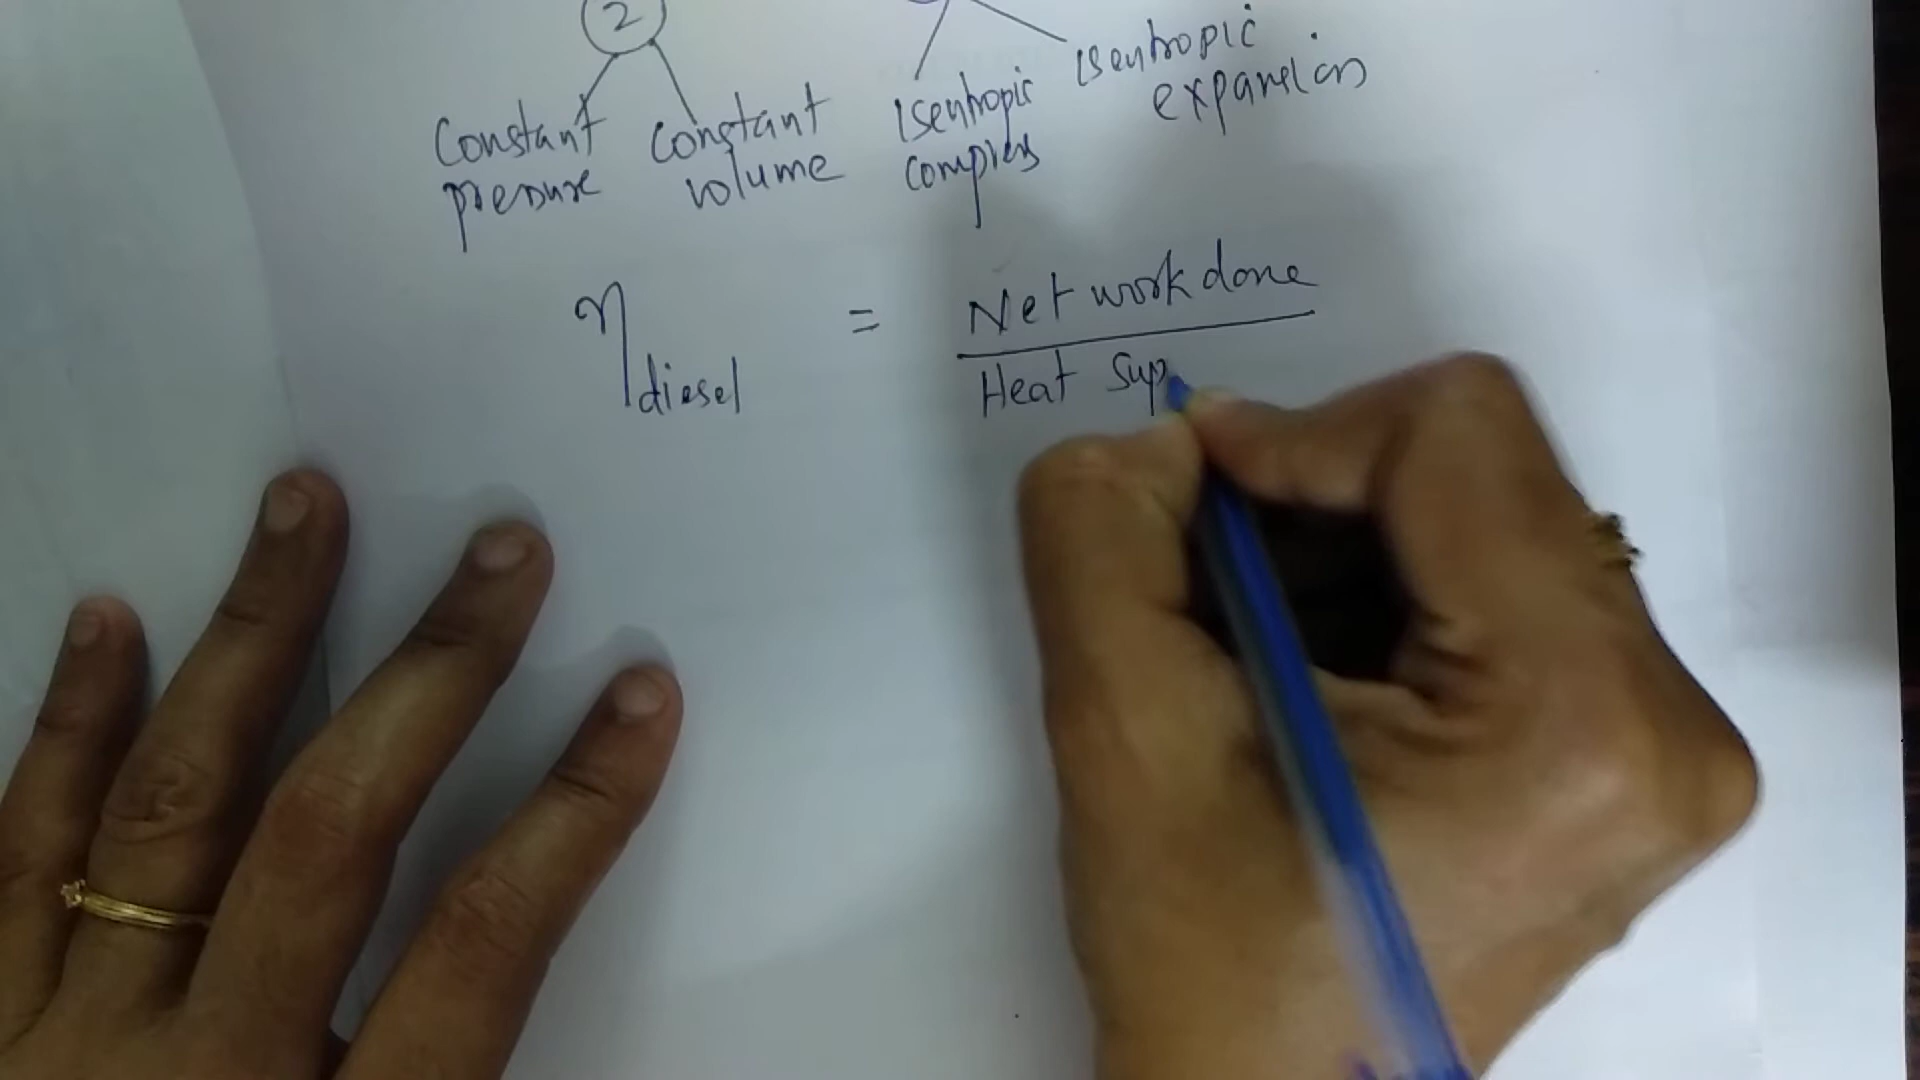 2
Constant constant Isentropic Isentropic
pressure volume compress expansion
η diesel = Net work done
Heat Sup